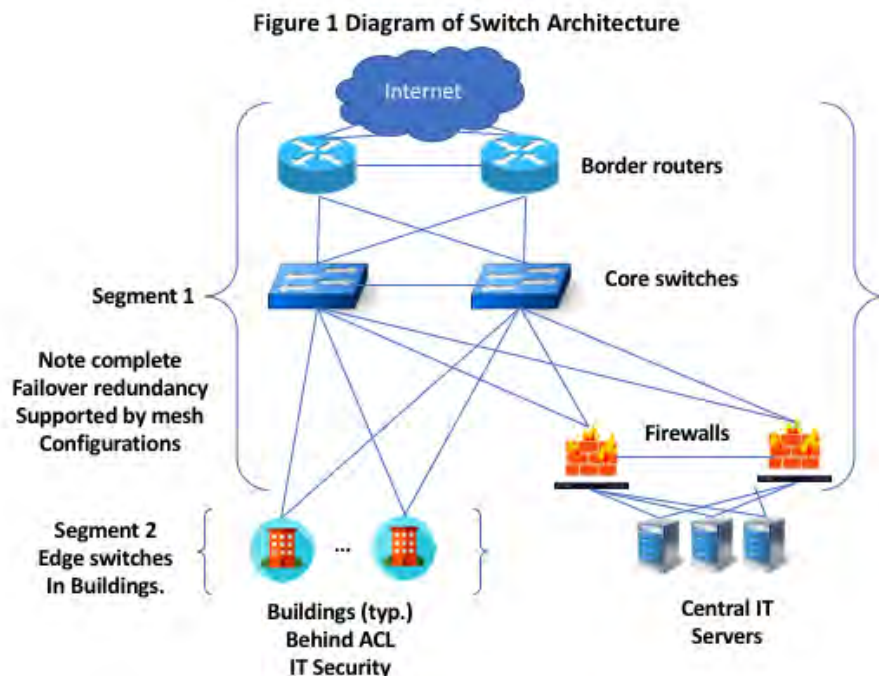 Figure 1 Diagram of Switch Architecture
Internet
Border routers
Core switches
Segment 1
Note complete
Failover redundancy
Supported by mesh
Configurations
Firewalls
Segment 2
Edge switches
In Buildings.
...
Buildings (typ.)
Behind ACL
IT Security
Central IT
Servers